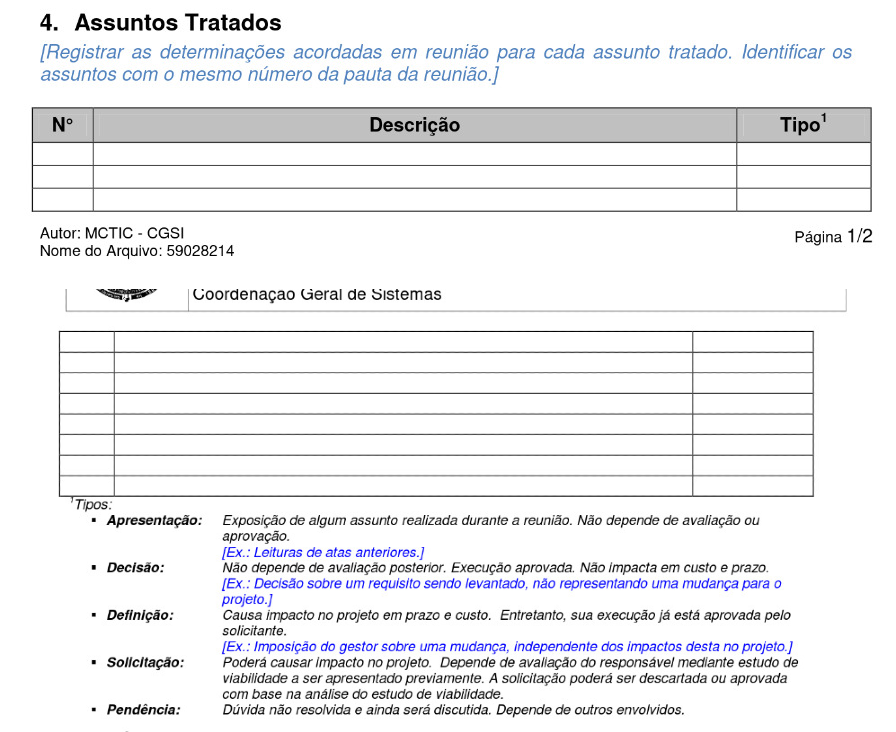 4. Assuntos Tratados
[Registrar as determinações acordadas em reunião para cada assunto tratado. Identificar os
assuntos com o mesmo número da pauta da reunião.]
N° Descrição Tipo¹
Autor: MCTIC - CGSI
Nome do Arquivo: 59028214
Página 1/2
Coordenação Geral de Sistemas
¹Tipos:
▪ Apresentação: Exposição de algum assunto realizada durante a reunião. Não depende de avaliação ou
aprovação.
[Ex.: Leituras de atas anteriores.]
▪ Decisão: Não depende de avaliação posterior. Execução aprovada. Não impacta em custo e prazo.
[Ex.: Decisão sobre um requisito sendo levantado, não representando uma mudança para o
projeto.]
▪ Definição: Causa impacto no projeto em prazo e custo. Entretanto, sua execução já está aprovada pelo
solicitante.
[Ex.: Imposição do gestor sobre uma mudança, independente dos impactos desta no projeto.]
▪ Solicitação: Poderá causar impacto no projeto. Depende de avaliação do responsável mediante estudo de
viabilidade a ser apresentado previamente. A solicitação poderá ser descartada ou aprovada
com base na análise do estudo de viabilidade.
▪ Pendência: Dúvida não resolvida e ainda será discutida. Depende de outros envolvidos.